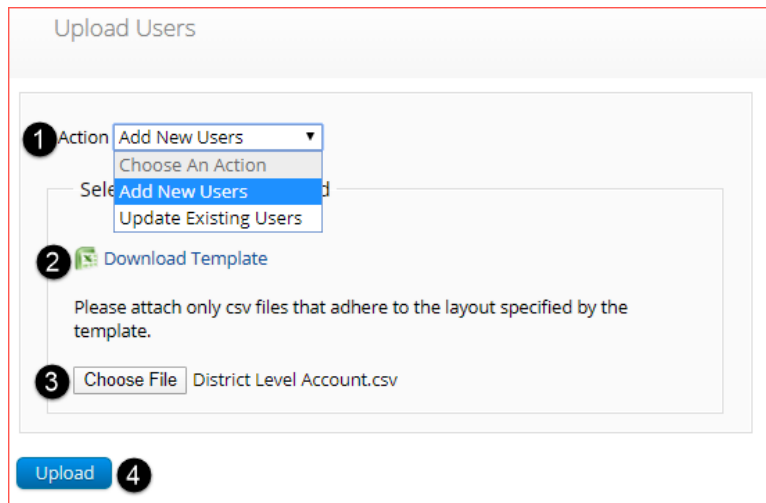 Upload Users
1 Action Add New Users
Choose An Action
Sele Add New Users d
Update Existing Users
2 Download Template
Please attach only csv files that adhere to the layout specified by the
template.
3 Choose File District Level Account.csv
Upload 4